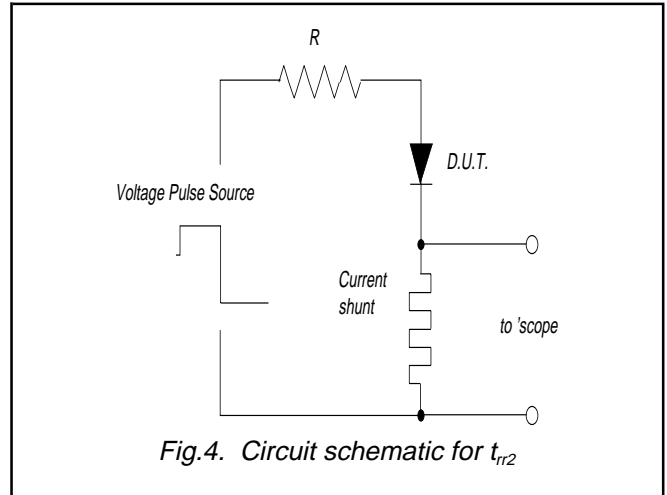 R
D.U.T.
Voltage Pulse Source
Current
shunt
to 'scope
Fig.4. Circuit schematic for trr2